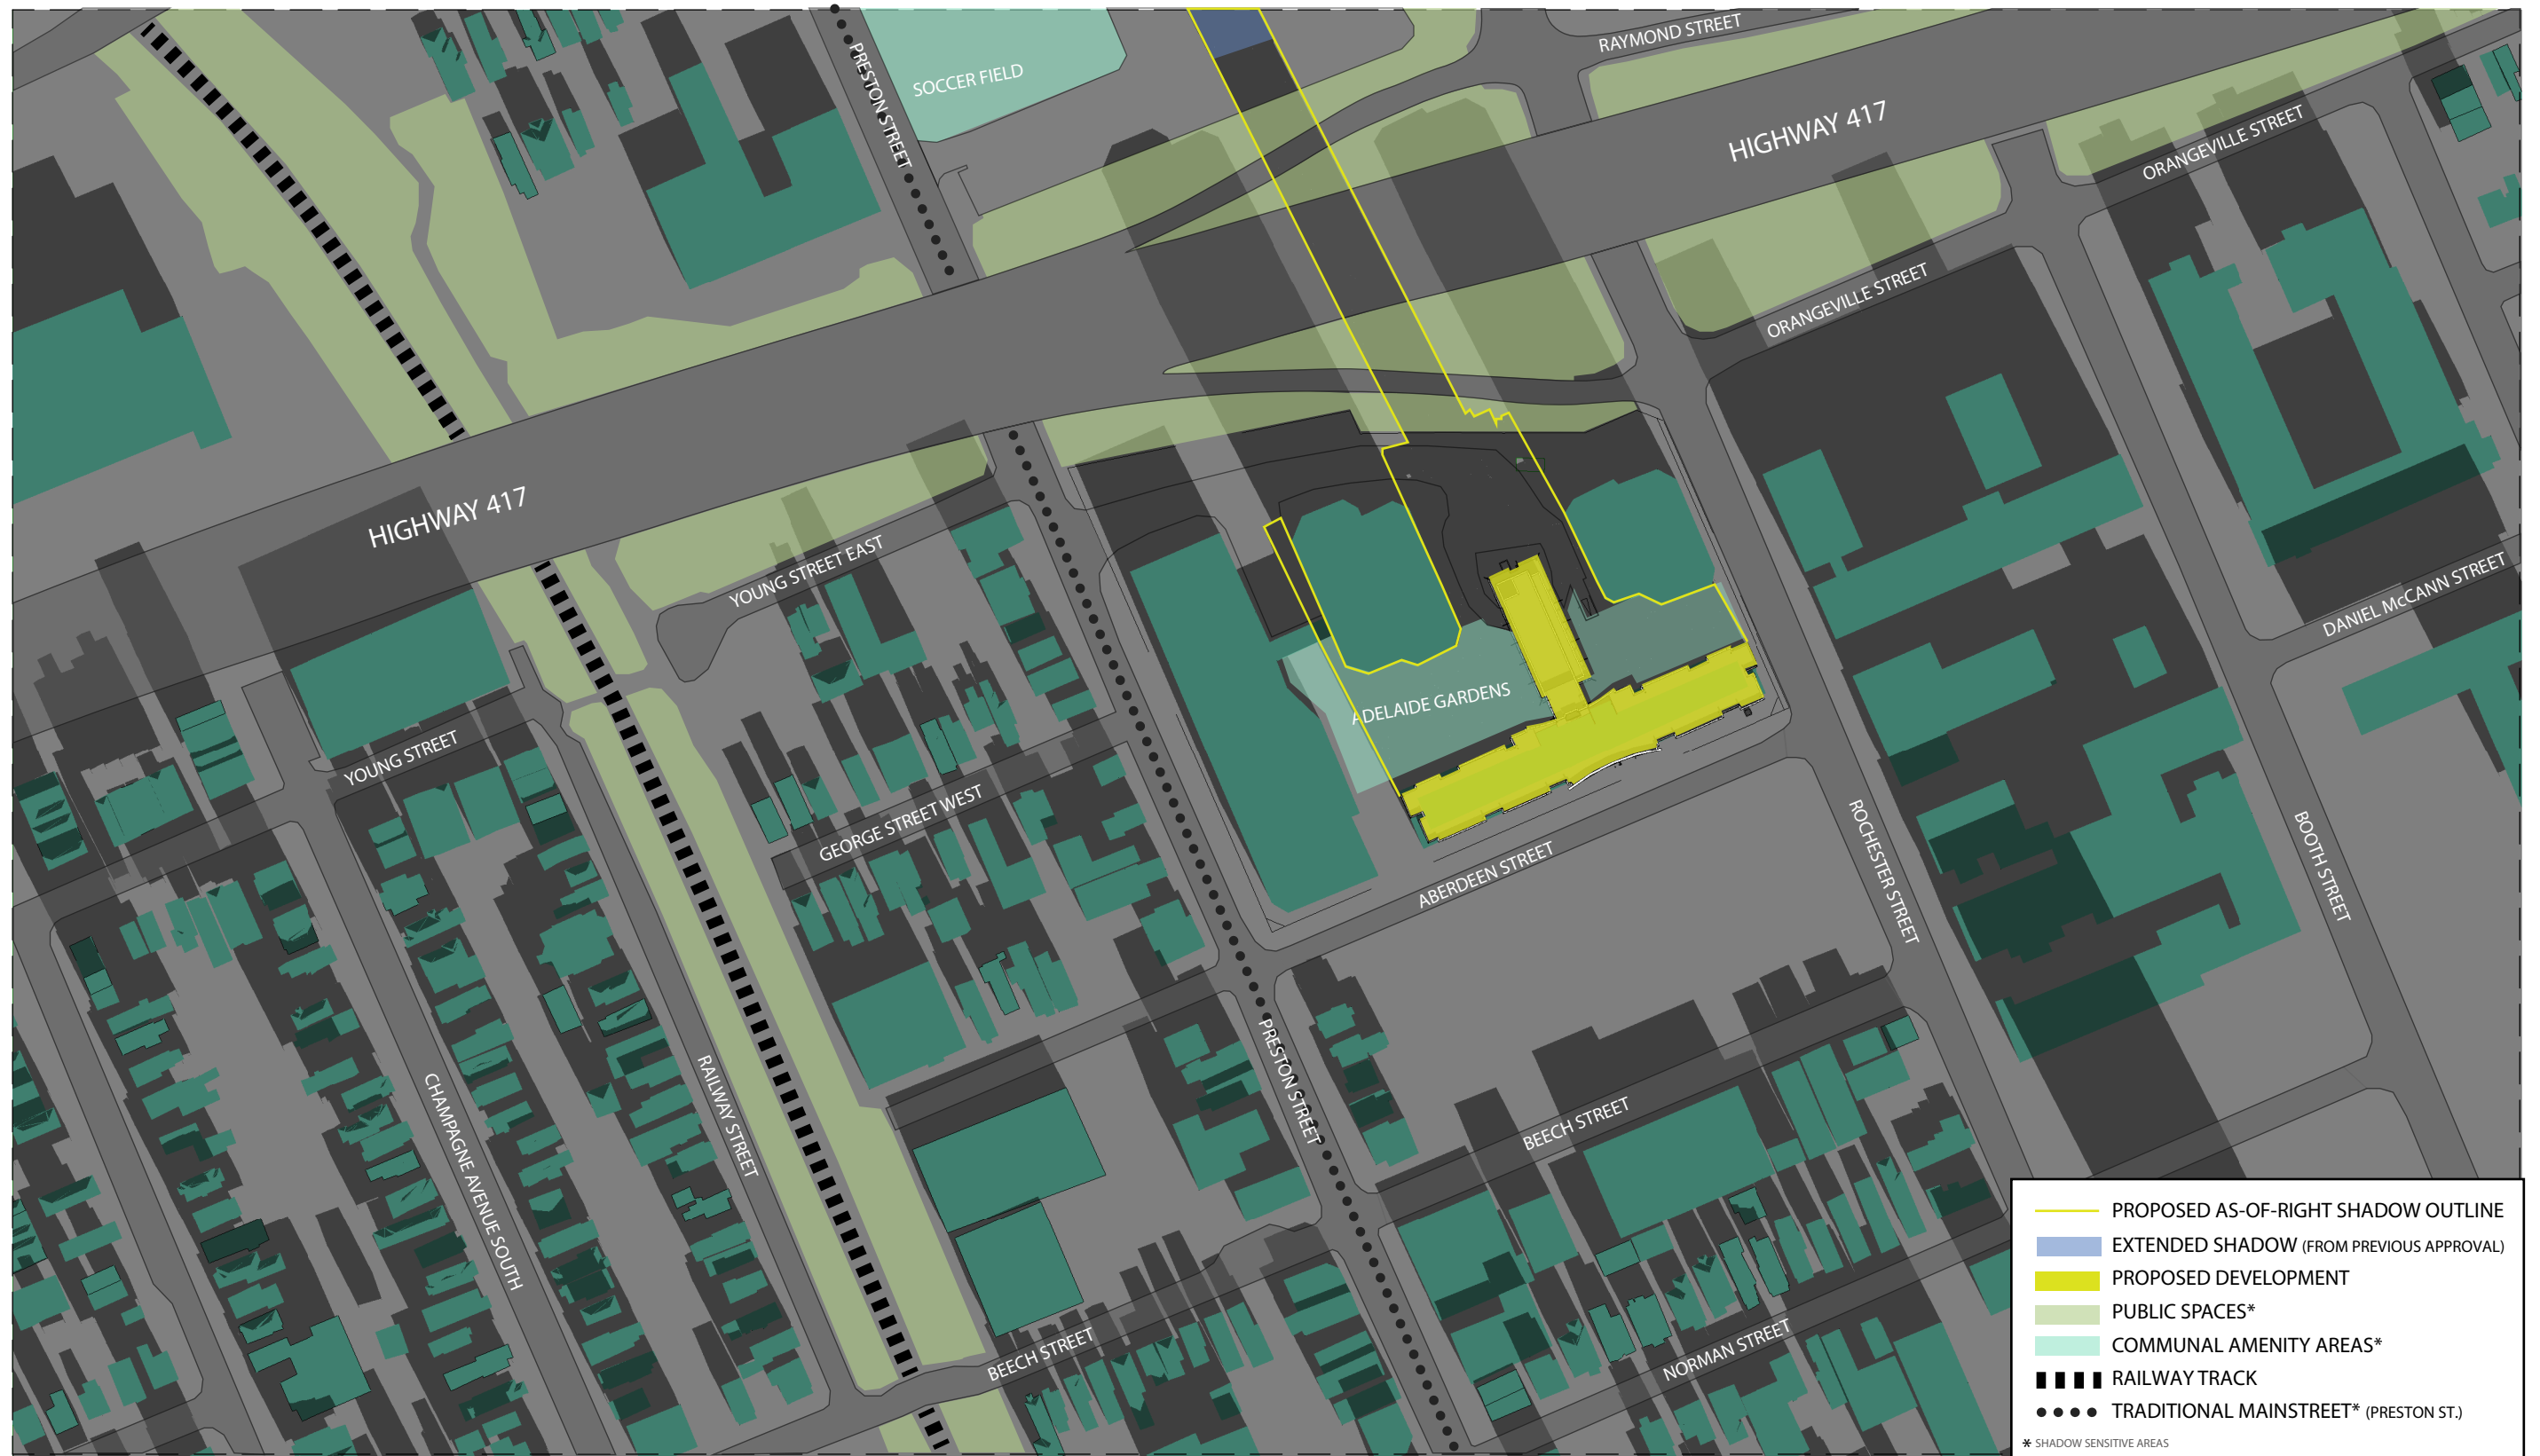 RAYMOND STREET
PRESTON STREET
SOCCER FIELD
HIGHWAY 417
ORANGEVILLE STREET
ORANGEVILLE STREET
HIGHWAY 417
YOUNG STREET EAST
DANIEL McCANN STREET
ADELAIDE GARDENS
YOUNG STREET
GEORGE STREET WEST
ABERDEEN STREET
ROCHESTER STREET
BOOTH STREET
PRESTON STREET
RAILWAY STREET
CHAMPAGNE AVENUE SOUTH
BEECH STREET
BEECH STREET
NORMAN STREET
PROPOSED AS-OF-RIGHT SHADOW OUTLINE
EXTENDED SHADOW (FROM PREVIOUS APPROVAL)
PROPOSED DEVELOPMENT
PUBLIC SPACES*
COMMUNAL AMENITY AREAS*
RAILWAY TRACK
TRADITIONAL MAINSTREET* (PRESTON ST.)
* SHADOW SENSITIVE AREAS